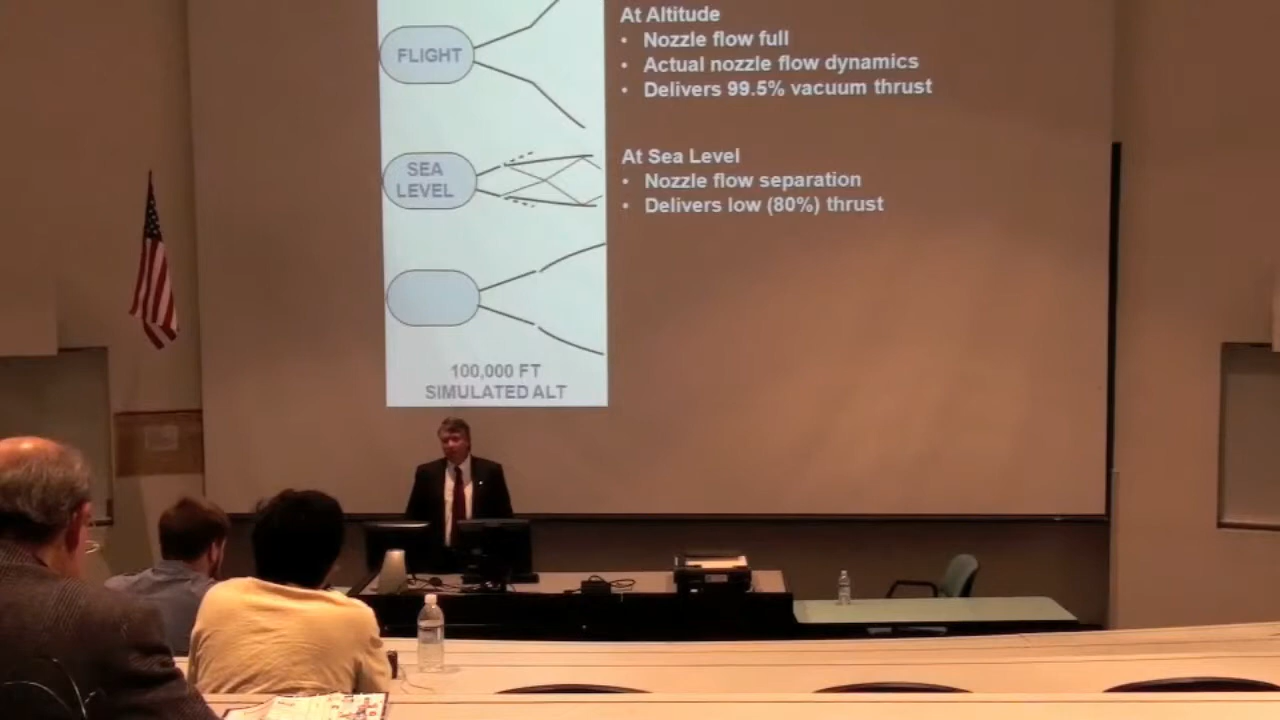 FLIGHT
At Altitude
• Nozzle flow full
• Actual nozzle flow dynamics
• Delivers 99.5% vacuum thrust
SEA
LEVEL
At Sea Level
• Nozzle flow separation
• Delivers low (80%) thrust
100,000 FT
SIMULATED ALT